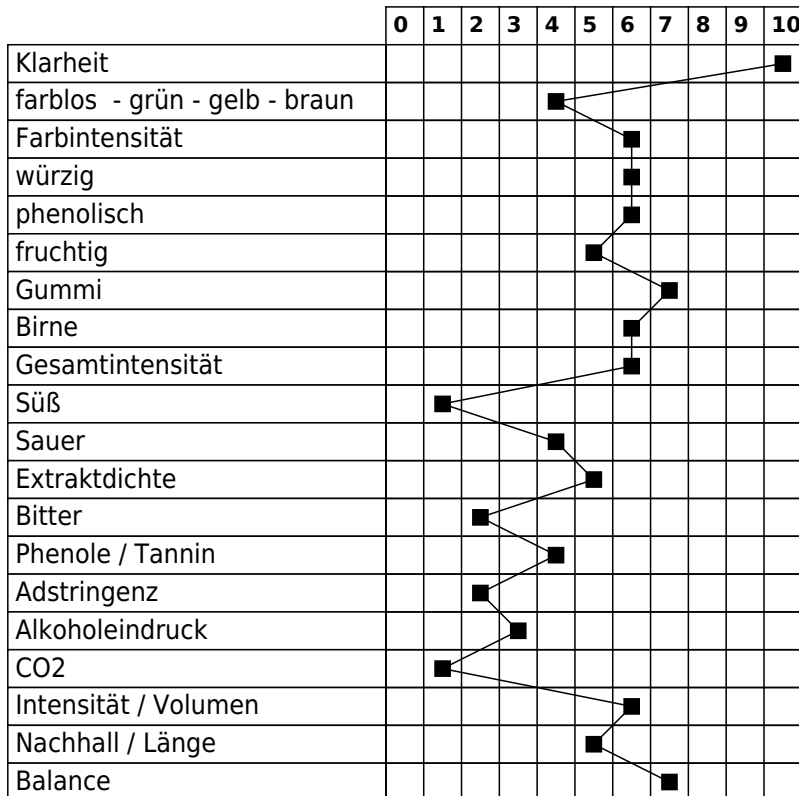 0 1 2 3 4 5 6 7 8 9 10
Klarheit
farblos - grün - gelb - braun
Farbintensität
würzig
phenolisch
fruchtig
Gummi
Birne
Gesamtintensität
Süß
Sauer
Extraktdichte
Bitter
Phenole / Tannin
Adstringenz
Alkoholeindruck
CO2
Intensität / Volumen
Nachhall / Länge
Balance